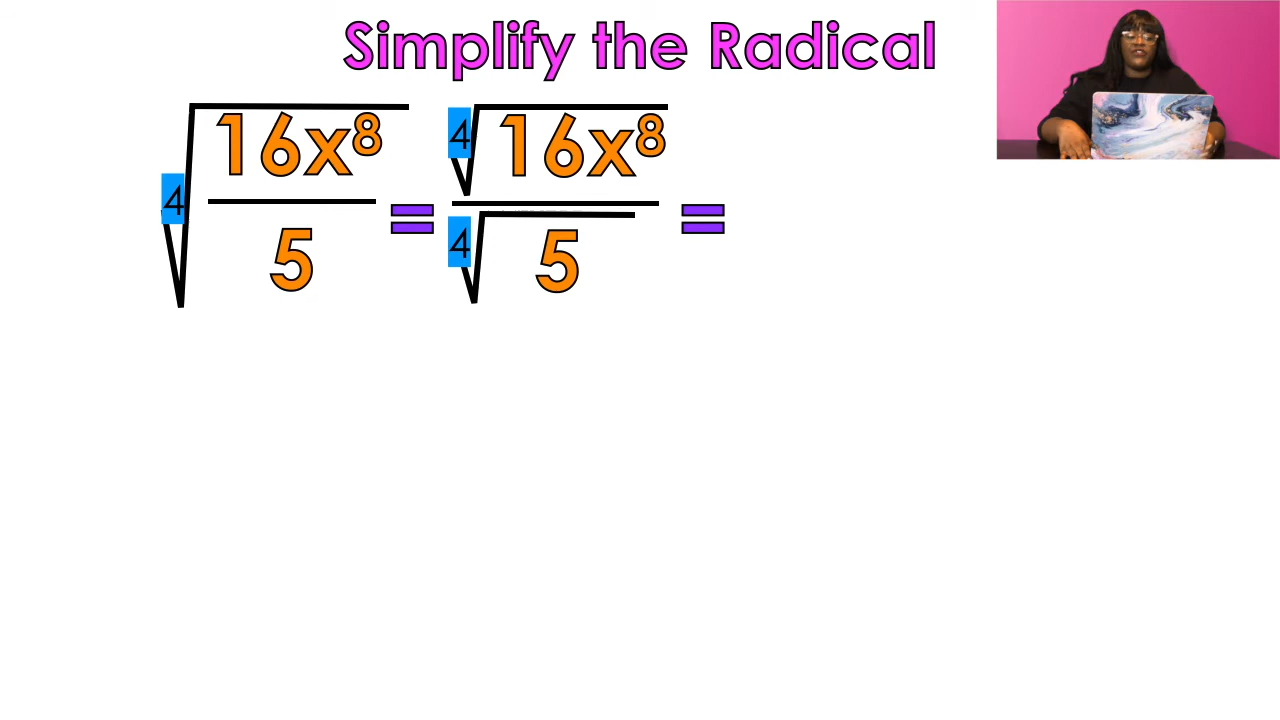 Simplify the Radical
⁴√(16x⁸/5) = ⁴√(16x⁸)/⁴√(5) =